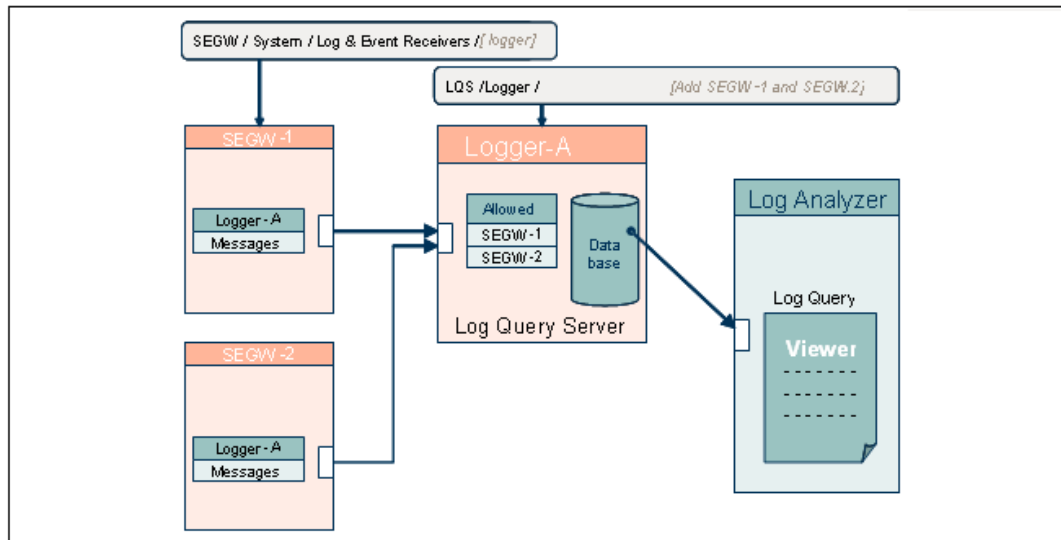 SEGW / System / Log & Event Receivers /[logger]
LQS /Logger / [Add SEGW-1 and SEGW.2]
SEGW-1
Logger-A
Messages
Logger-A
Allowed
SEGW-1
SEGW-2
Data
base
Log Query Server
Log Analyzer
Log Query
Viewer
SEGW-2
Logger-A
Messages